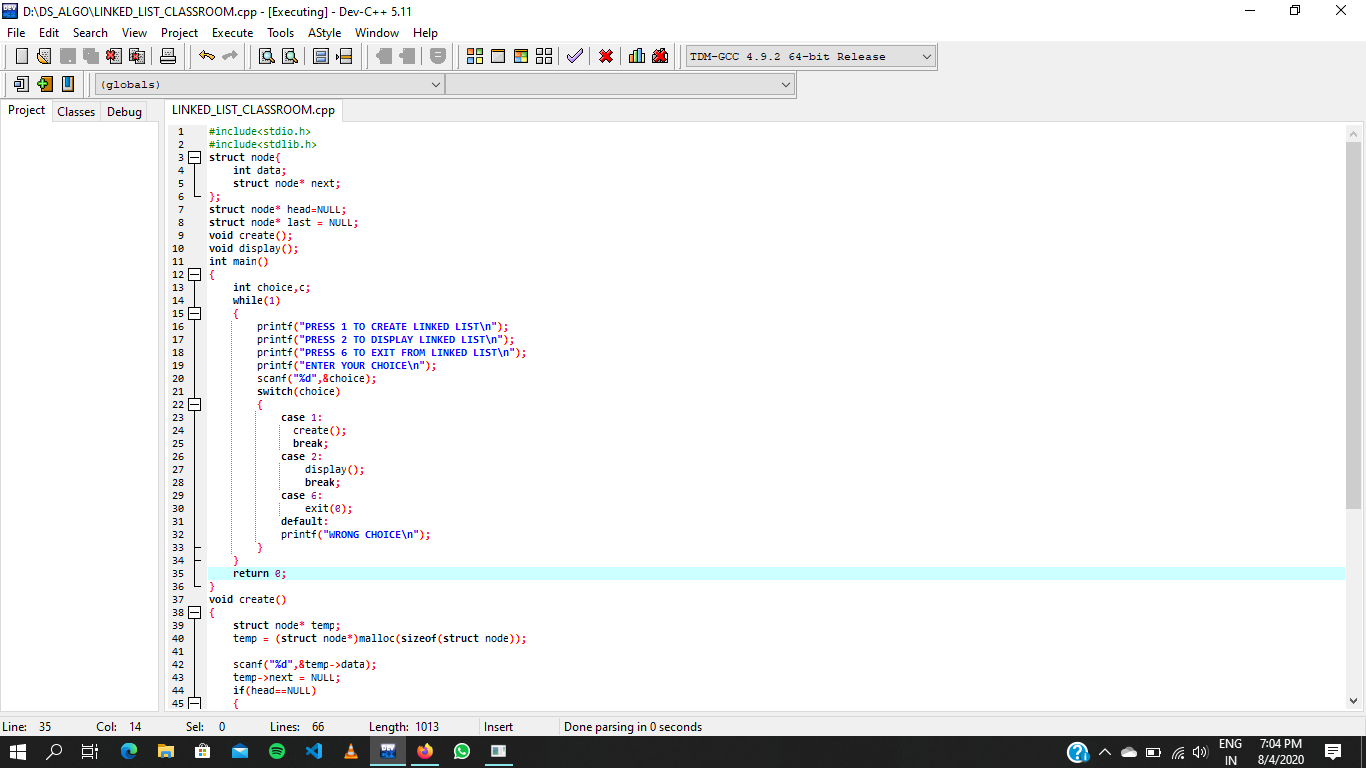 D:\DS_ALGO\LINKED_LIST_CLASSROOM.cpp - [Executing] - Dev-C++ 5.11
File Edit Search View Project Execute Tools AStyle Window Help
TDM-GCC 4.9.2 64-bit Release
(globals)
Project Classes Debug
LINKED_LIST_CLASSROOM.cpp
1 #include<stdio.h>
2 #include<stdlib.h>
3 struct node{
4 int data;
5 struct node* next;
6 };
7 struct node* head=NULL;
8 struct node* last = NULL;
9 void create();
10 void display();
11 int main()
12 {
13 int choice,c;
14 while(1)
15 {
16 printf("PRESS 1 TO CREATE LINKED LIST\n");
17 printf("PRESS 2 TO DISPLAY LINKED LIST\n");
18 printf("PRESS 6 TO EXIT FROM LINKED LIST\n");
19 printf("ENTER YOUR CHOICE\n");
20 scanf("%d",&choice);
21 switch(choice)
22 {
23 case 1:
24 create();
25 break;
26 case 2:
27 display();
28 break;
29 case 6:
30 exit(0);
31 default:
32 printf("WRONG CHOICE\n");
33 }
34 }
35 return 0;
36 }
37 void create()
38 {
39 struct node* temp;
40 temp = (struct node*)malloc(sizeof(struct node));
41
42 scanf("%d",&temp->data);
43 temp->next = NULL;
44 if(head==NULL)
45 {
Line: 35 Col: 14 Sel: 0 Lines: 66 Length: 1013 Insert Done parsing in 0 seconds
DEV
ENG
IN
7:04 PM
8/4/2020